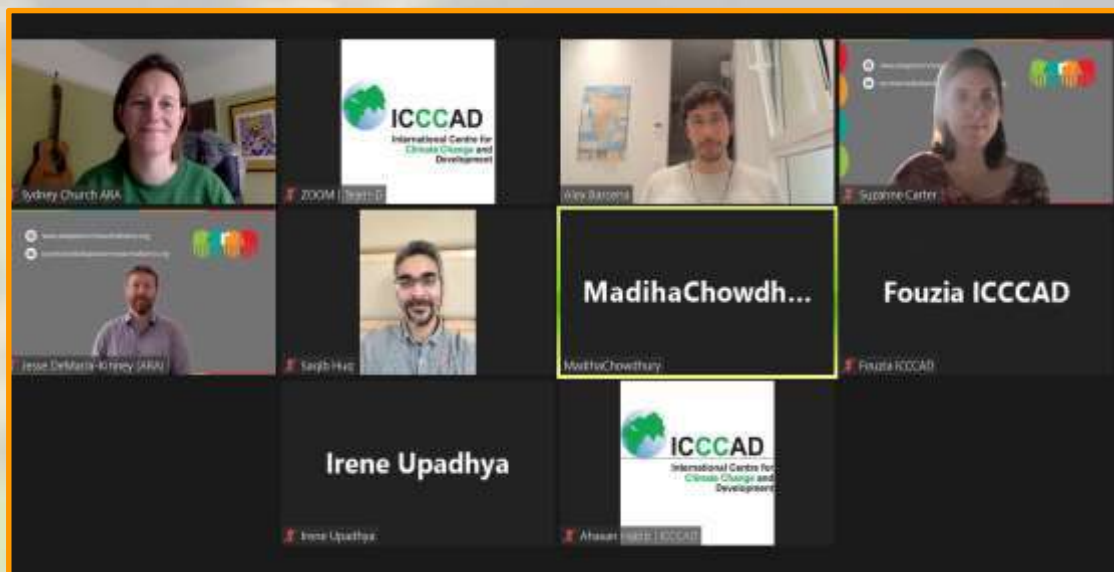 Sydney Church ARA
ICCCAD
International Centre for
Climate Change and
Development
ZOOM | Team-D
Alex Barcena
Suzanne Carter
Jesse DeMaria-Kinney (ARA)
Saqib Huq
MadihaChowdh...
MadihaChowdhury
Fouzia ICCCAD
Fouzia ICCCAD
Irene Upadhya
Irene Upadhya
ICCCAD
International Centre for
Climate Change and
Development
| ICCCAD